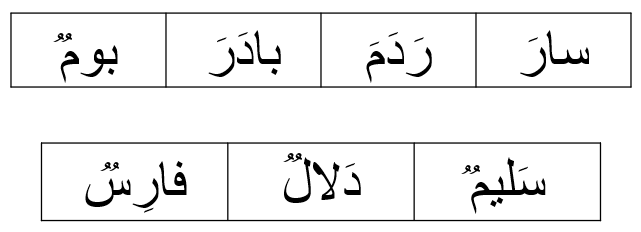 سارَ رَدَمَ بادَرَ بومٌ
سَليمٌ دَلالٌ فارِسٌ